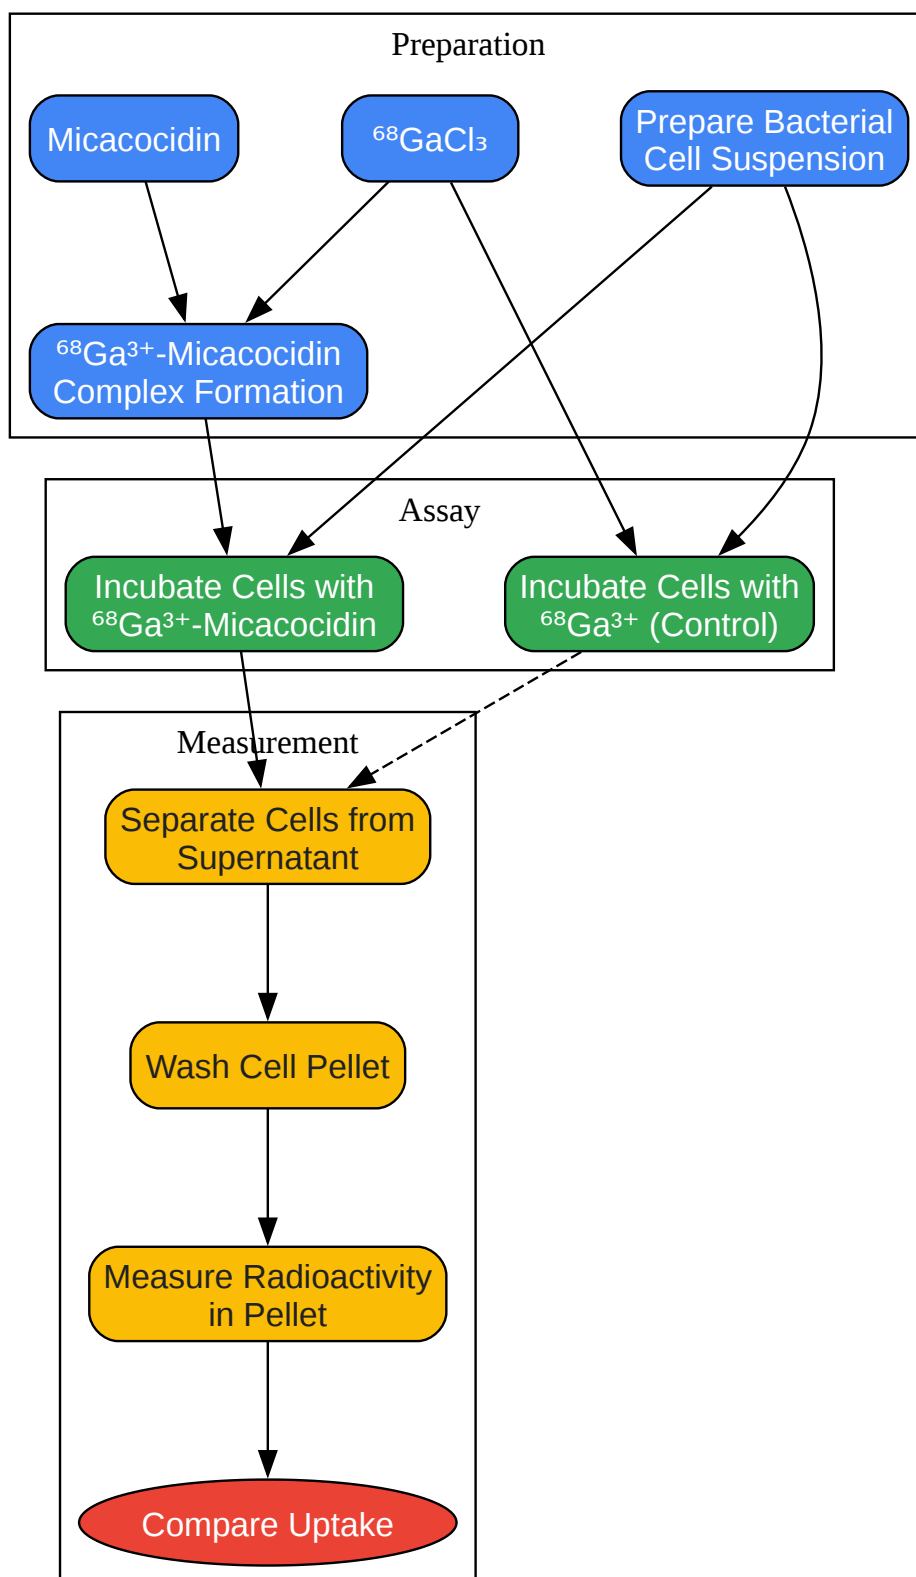 Preparation
Micacocidin
⁶⁸GaCl₃
Prepare Bacterial
Cell Suspension
⁶⁸Ga³⁺-Micacocidin
Complex Formation
Assay
Incubate Cells with
⁶⁸Ga³⁺-Micacocidin
Incubate Cells with
⁶⁸Ga³⁺ (Control)
Measurement
Separate Cells from
Supernatant
Wash Cell Pellet
Measure Radioactivity
in Pellet
Compare Uptake